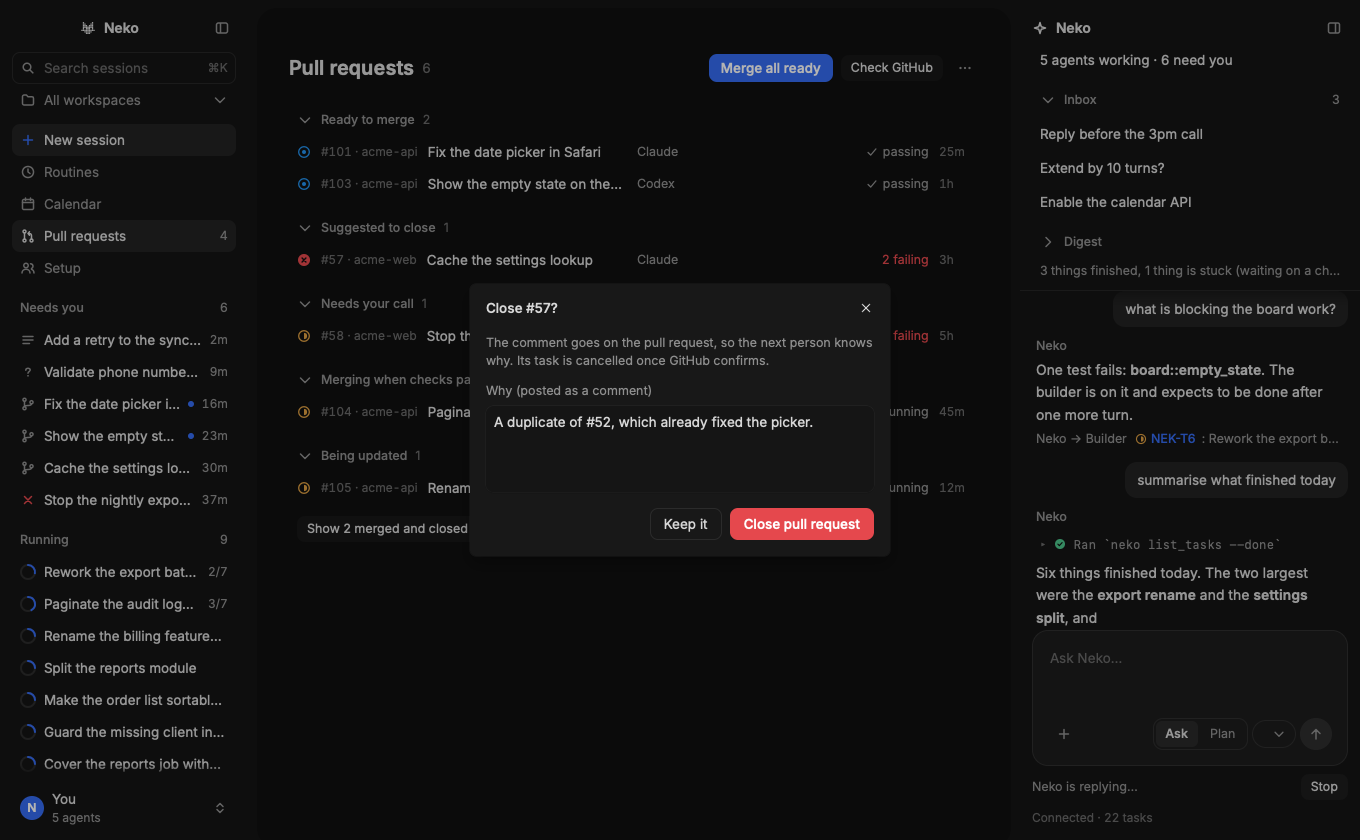 Neko
Search sessions ⌘K
All workspaces
New session
Routines
Calendar
Pull requests 4
Setup
Needs you 6
Add a retry to the sync... 2m
Validate phone numbe... 9m
Fix the date picker i... 16m
Show the empty st... 23m
Cache the settings lo... 30m
Stop the nightly expo... 37m
Running 9
Rework the export bat... 2/7
Paginate the audit log... 3/7
Rename the billing feature...
Split the reports module
Make the order list sortabl...
Guard the missing client in...
Cover the reports job with...
N
You
5 agents
Pull requests 6
Merge all ready
Check GitHub
Ready to merge 2
#101 · acme-api Fix the date picker in Safari Claude passing 25m
#103 · acme-api Show the empty state on the... Codex passing 1h
Suggested to close 1
#57 · acme-web Cache the settings lookup Claude 2 failing 3h
Needs your call 1
#58 · acme-web Stop th failing 5h
Merging when checks pa
#104 · acme-api Pagina unning 45m
Being updated 1
#105 · acme-api Renam unning 12m
Show 2 merged and closed
Close #57?
The comment goes on the pull request, so the next person knows
why. Its task is cancelled once GitHub confirms.
Why (posted as a comment)
A duplicate of #52, which already fixed the picker.
Keep it
Close pull request
Neko
5 agents working · 6 need you
Inbox 3
Reply before the 3pm call
Extend by 10 turns?
Enable the calendar API
Digest
3 things finished, 1 thing is stuck (waiting on a ch...
what is blocking the board work?
Neko
One test fails: board::empty_state. The
builder is on it and expects to be done after
one more turn.
Neko → Builder NEK-T6 : Rework the export b...
summarise what finished today
Neko
Ran `neko list_tasks --done`
Six things finished today. The two largest
were the export rename and the settings
split, and
Ask Neko...
Ask
Plan
Neko is replying...
Stop
Connected · 22 tasks